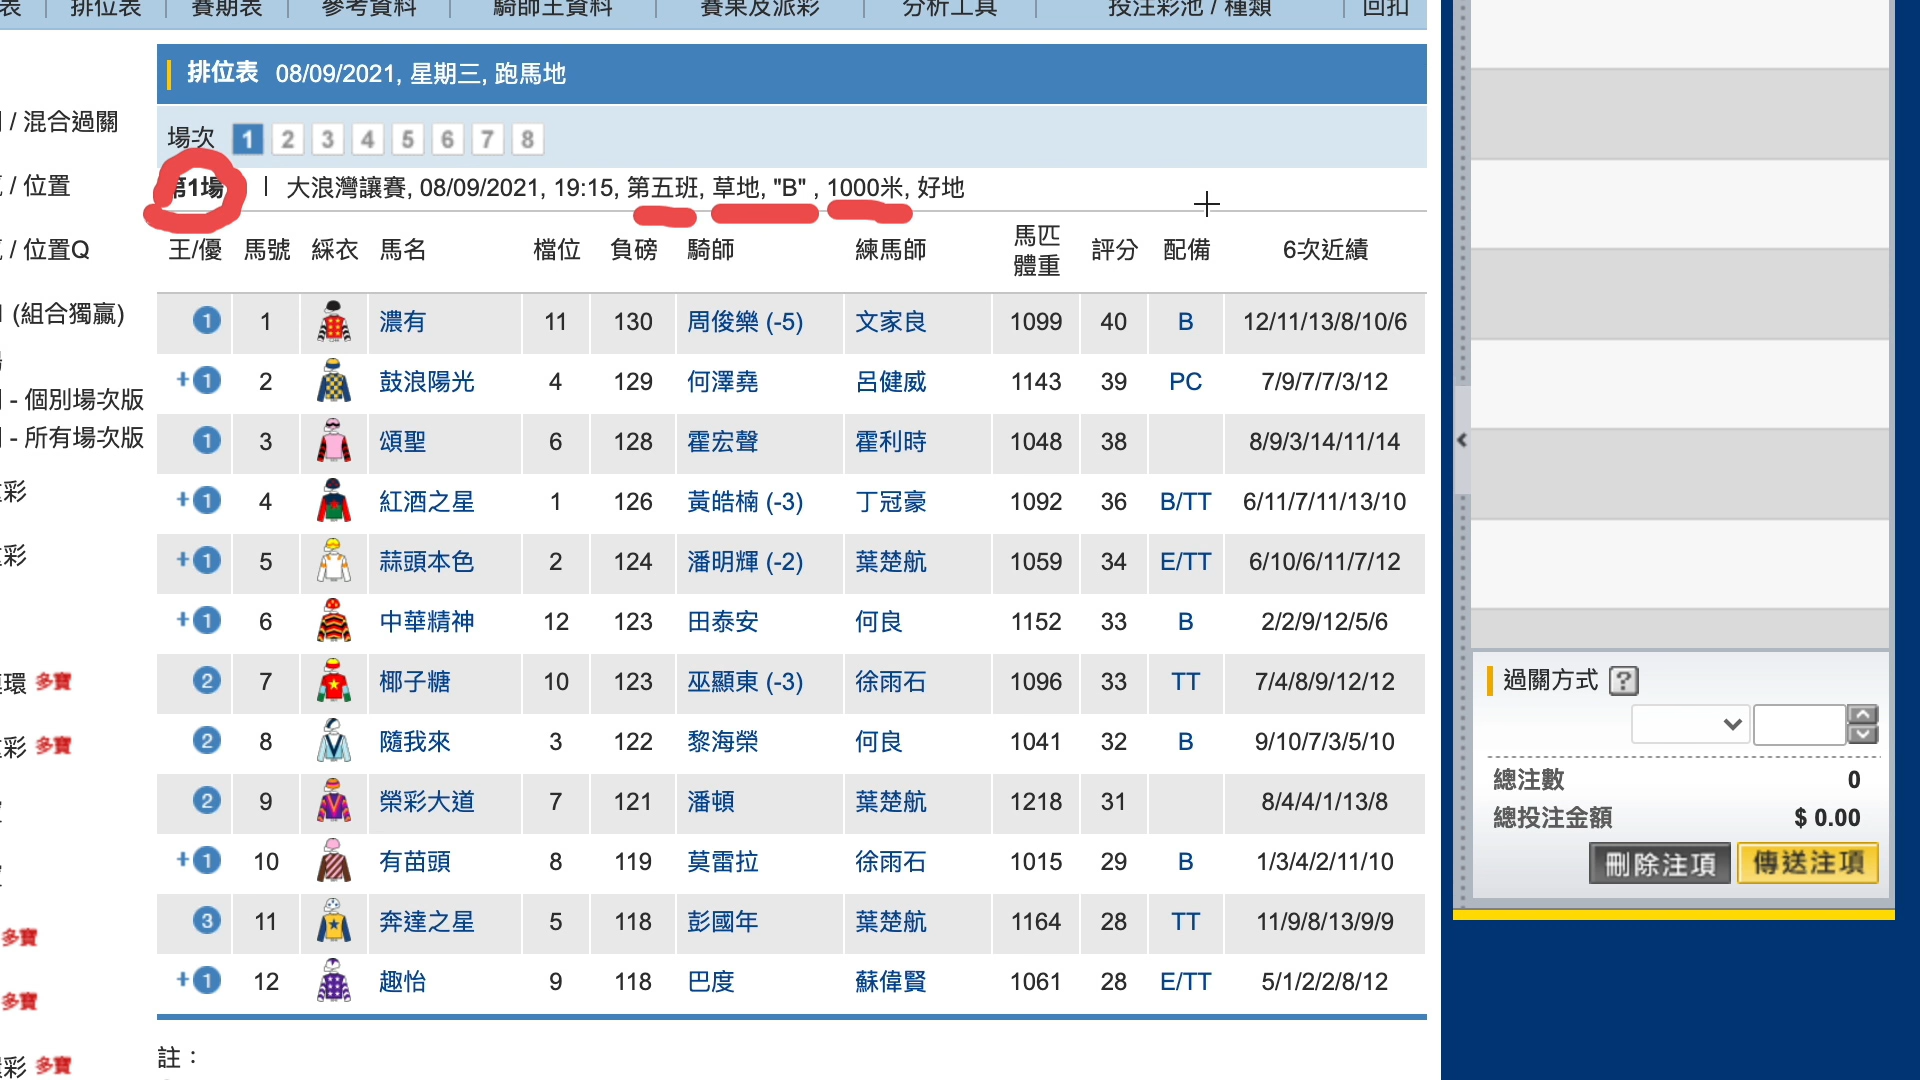 表 排位表 賽期表 參考資料 騎師王資料 賽果及派彩 分析工具 投注彩池 / 種類 回扣
排位表 08/09/2021, 星期三, 跑馬地
/ 混合過關
場次 1 2 3 4 5 6 7 8
/ 位置
第1場 | 大浪灣讓賽, 08/09/2021, 19:15, 第五班, 草地, "B" , 1000米, 好地
/ 位置Q
王/優 馬號 綵衣 馬名 檔位 負磅 騎師 練馬師 馬匹體重 評分 配備 6次近績
(組合獨贏)
1 1 濃有 11 130 周俊樂 (-5) 文家良 1099 40 B 12/11/13/8/10/6
+1 2 鼓浪陽光 4 129 何澤堯 呂健威 1143 39 PC 7/9/7/7/3/12
- 個別場次版
- 所有場次版
1 3 頌聖 6 128 霍宏聲 霍利時 1048 38 8/9/3/14/11/14
彩
+1 4 紅酒之星 1 126 黃皓楠 (-3) 丁冠豪 1092 36 B/TT 6/11/7/11/13/10
彩
+1 5 蒜頭本色 2 124 潘明輝 (-2) 葉楚航 1059 34 E/TT 6/10/6/11/7/12
+1 6 中華精神 12 123 田泰安 何良 1152 33 B 2/2/9/12/5/6
環 多寶
2 7 椰子糖 10 123 巫顯東 (-3) 徐雨石 1096 33 TT 7/4/8/9/12/12
彩 多寶
2 8 隨我來 3 122 黎海榮 何良 1041 32 B 9/10/7/3/5/10
2 9 榮彩大道 7 121 潘頓 葉楚航 1218 31 8/4/4/1/13/8
+1 10 有苗頭 8 119 莫雷拉 徐雨石 1015 29 B 1/3/4/2/11/10
多寶
3 11 奔達之星 5 118 彭國年 葉楚航 1164 28 TT 11/9/8/13/9/9
多寶
+1 12 趣怡 9 118 巴度 蘇偉賢 1061 28 E/TT 5/1/2/2/8/12
彩 多寶
註：
過關方式 ?
總注數 0
總投注金額 $ 0.00
刪除注項 傳送注項